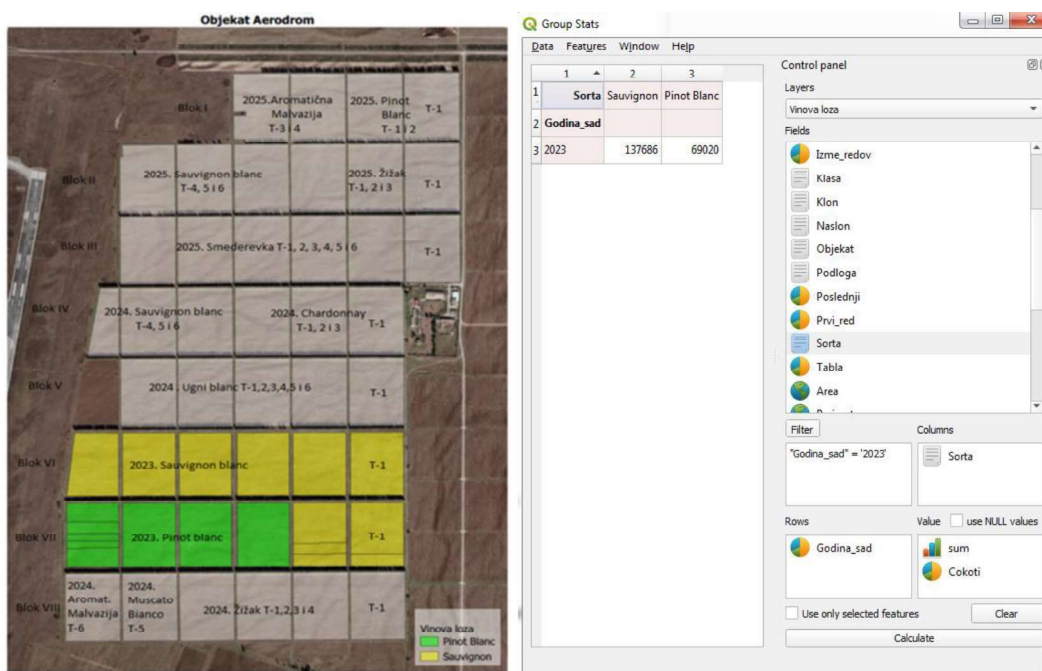 Objekat Aerodrom
Blok I
2025.Aromatična
Malvazija
T-3 i 4
2025. Pinot
Blanc
T- 1 i 2
T-1
Blok II
2025. Sauvignon blanc
T-4, 5 i 6
2025. Žižak
T-1, 2 i 3
T-1
Blok III
2025. Smederevka T-1, 2, 3, 4, 5 i 6
T-1
Blok IV
2024. Sauvignon blanc
T-4, 5 i 6
2024. Chardonnay
T-1, 2 i 3
T-1
Blok V
2024 . Ugni blanc T-1,2,3,4,5 i 6
T-1
Blok VI
2023. Sauvignon blanc
T-1
Blok VII
2023. Pinot blanc
T-1
Blok VIII
2024.
Aromat.
Malvazija
T-6
2024.
Muscato
Bianco
T-5
2024. Žižak T-1,2,3 i 4
T-1
Vinova loza
Pinot Blanc
Sauvignon
Group Stats
Data Features Window Help
1 2 3
1 Sorta Sauvignon Pinot Blanc
2 Godina_sad
3 2023 137686 69020
Control panel
Layers
Vinova loza
Fields
Izme_redov
Klasa
Klon
Naslon
Objekat
Podloga
Poslednji
Prvi_red
Sorta
Tabla
Area
Filter
"Godina_sad" = '2023'
Columns
Sorta
Rows
Godina_sad
Value use NULL values
sum
Cokoti
Use only selected features
Clear
Calculate